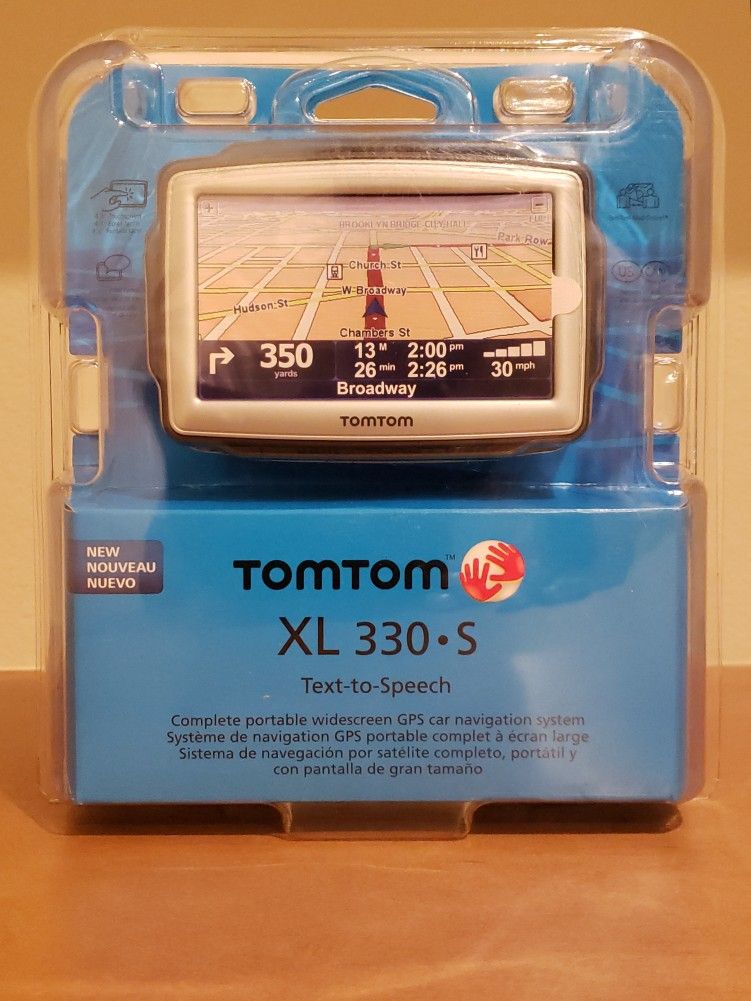 BROOKLYN BRIDGE-CITY HALL
Park Row
Church St
W Broadway
Hudson St
Chambers St
350
yards
13 M
26 min
2:00 pm
2:26 pm
30 mph
Broadway
TOMTOM
NEW
NOUVEAU
NUEVO
TOMTOM™
XL 330•S
Text-to-Speech
Complete portable widescreen GPS car navigation system
Système de navigation GPS portable complet à écran large
Sistema de navegación por satélite completo, portátil y
con pantalla de gran tamaño